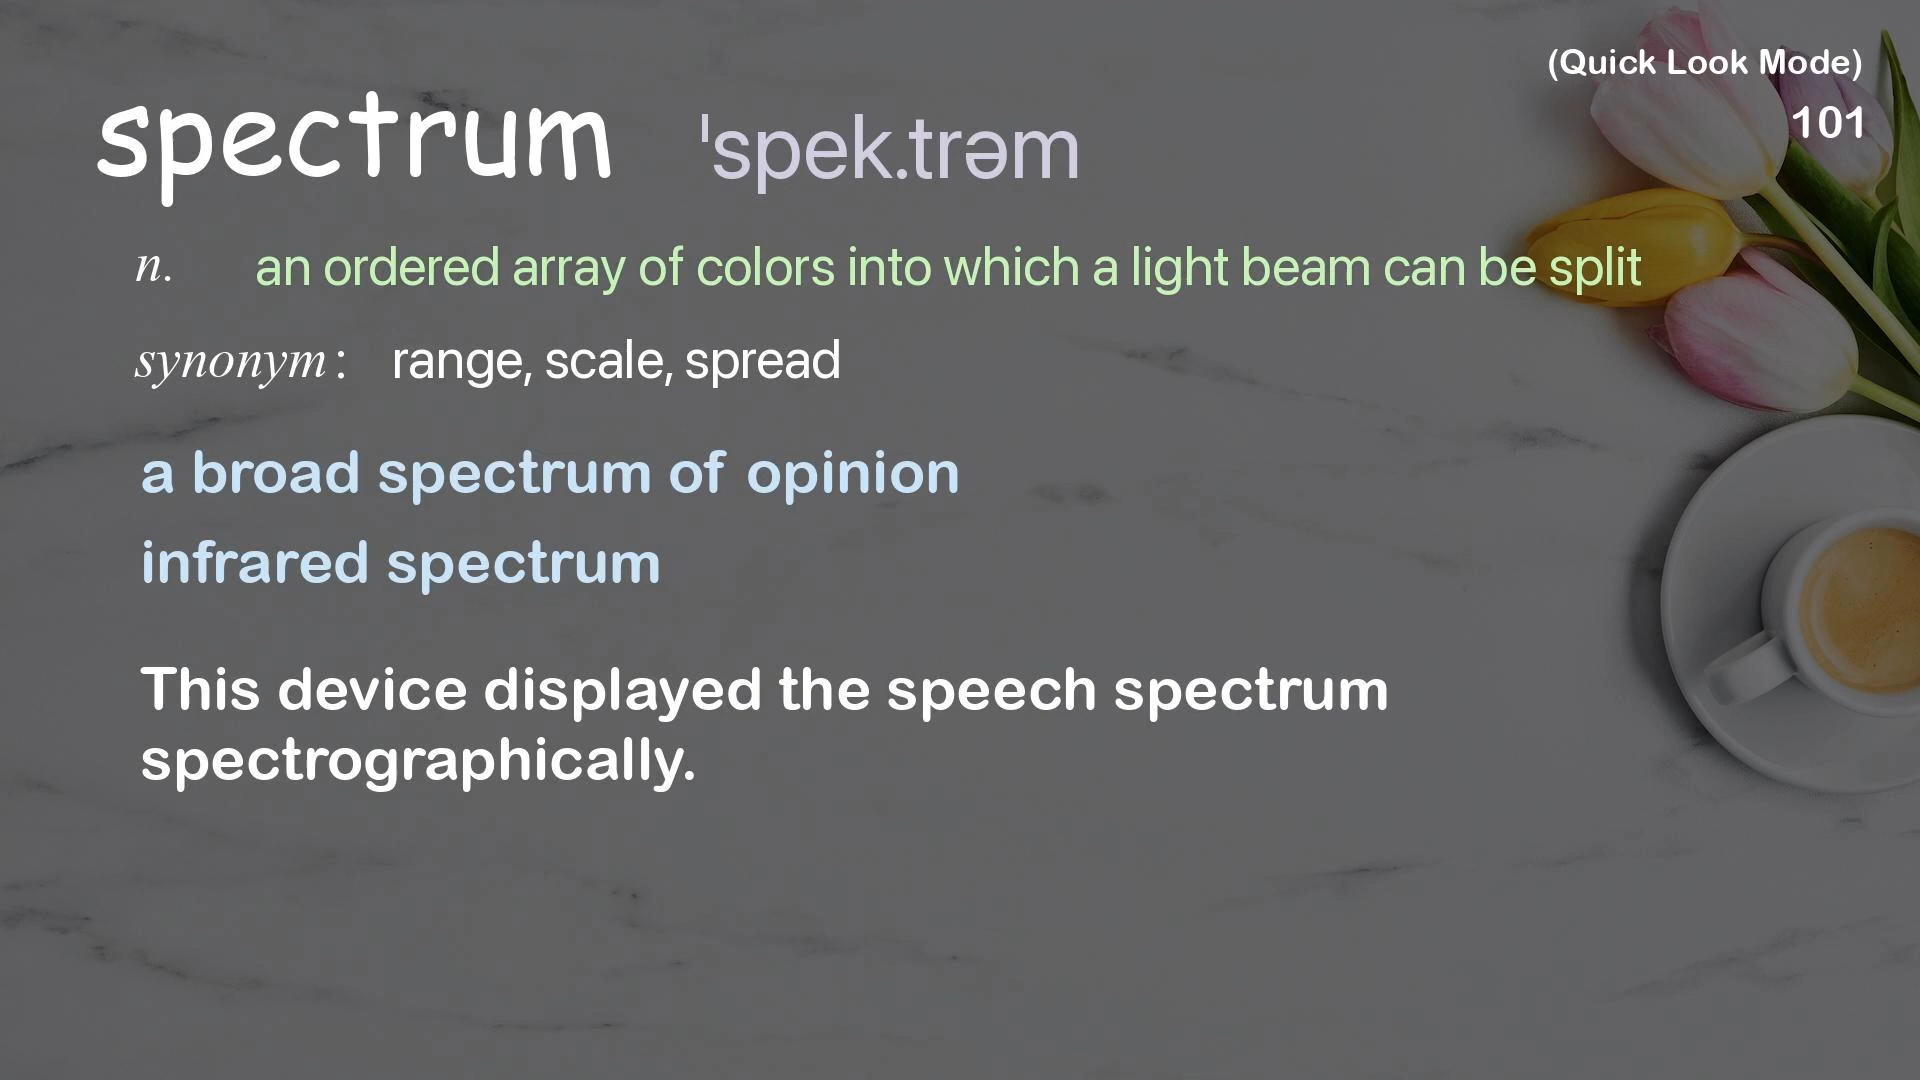 (Quick Look Mode)
101
spectrum ˈspek.trəm
n. an ordered array of colors into which a light beam can be split
synonym: range, scale, spread
a broad spectrum of opinion
infrared spectrum
This device displayed the speech spectrum
spectrographically.